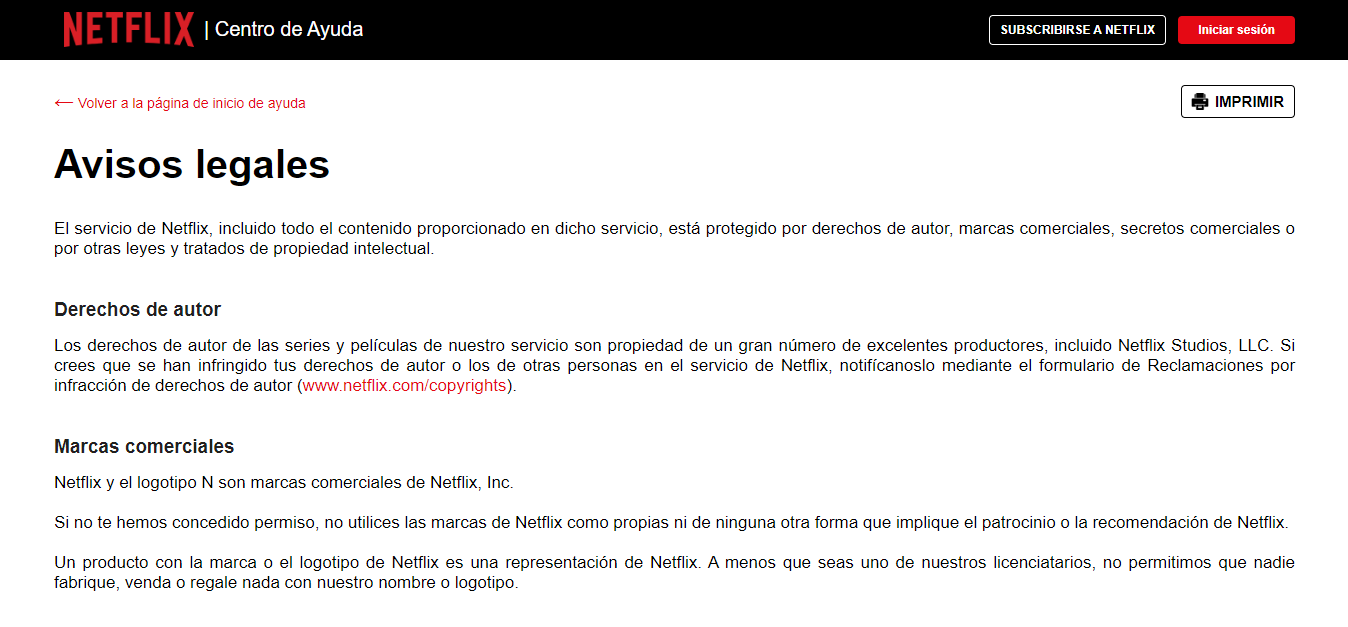 NETFLIX | Centro de Ayuda
SUBSCRIBIRSE A NETFLIX
Iniciar sesión
← Volver a la página de inicio de ayuda
IMPRIMIR
Avisos legales
El servicio de Netflix, incluido todo el contenido proporcionado en dicho servicio, está protegido por derechos de autor, marcas comerciales, secretos comerciales o
por otras leyes y tratados de propiedad intelectual.
Derechos de autor
Los derechos de autor de las series y películas de nuestro servicio son propiedad de un gran número de excelentes productores, incluido Netflix Studios, LLC. Si
crees que se han infringido tus derechos de autor o los de otras personas en el servicio de Netflix, notifícanoslo mediante el formulario de Reclamaciones por
infracción de derechos de autor (www.netflix.com/copyrights).
Marcas comerciales
Netflix y el logotipo N son marcas comerciales de Netflix, Inc.
Si no te hemos concedido permiso, no utilices las marcas de Netflix como propias ni de ninguna otra forma que implique el patrocinio o la recomendación de Netflix.
Un producto con la marca o el logotipo de Netflix es una representación de Netflix. A menos que seas uno de nuestros licenciatarios, no permitimos que nadie
fabrique, venda o regale nada con nuestro nombre o logotipo.